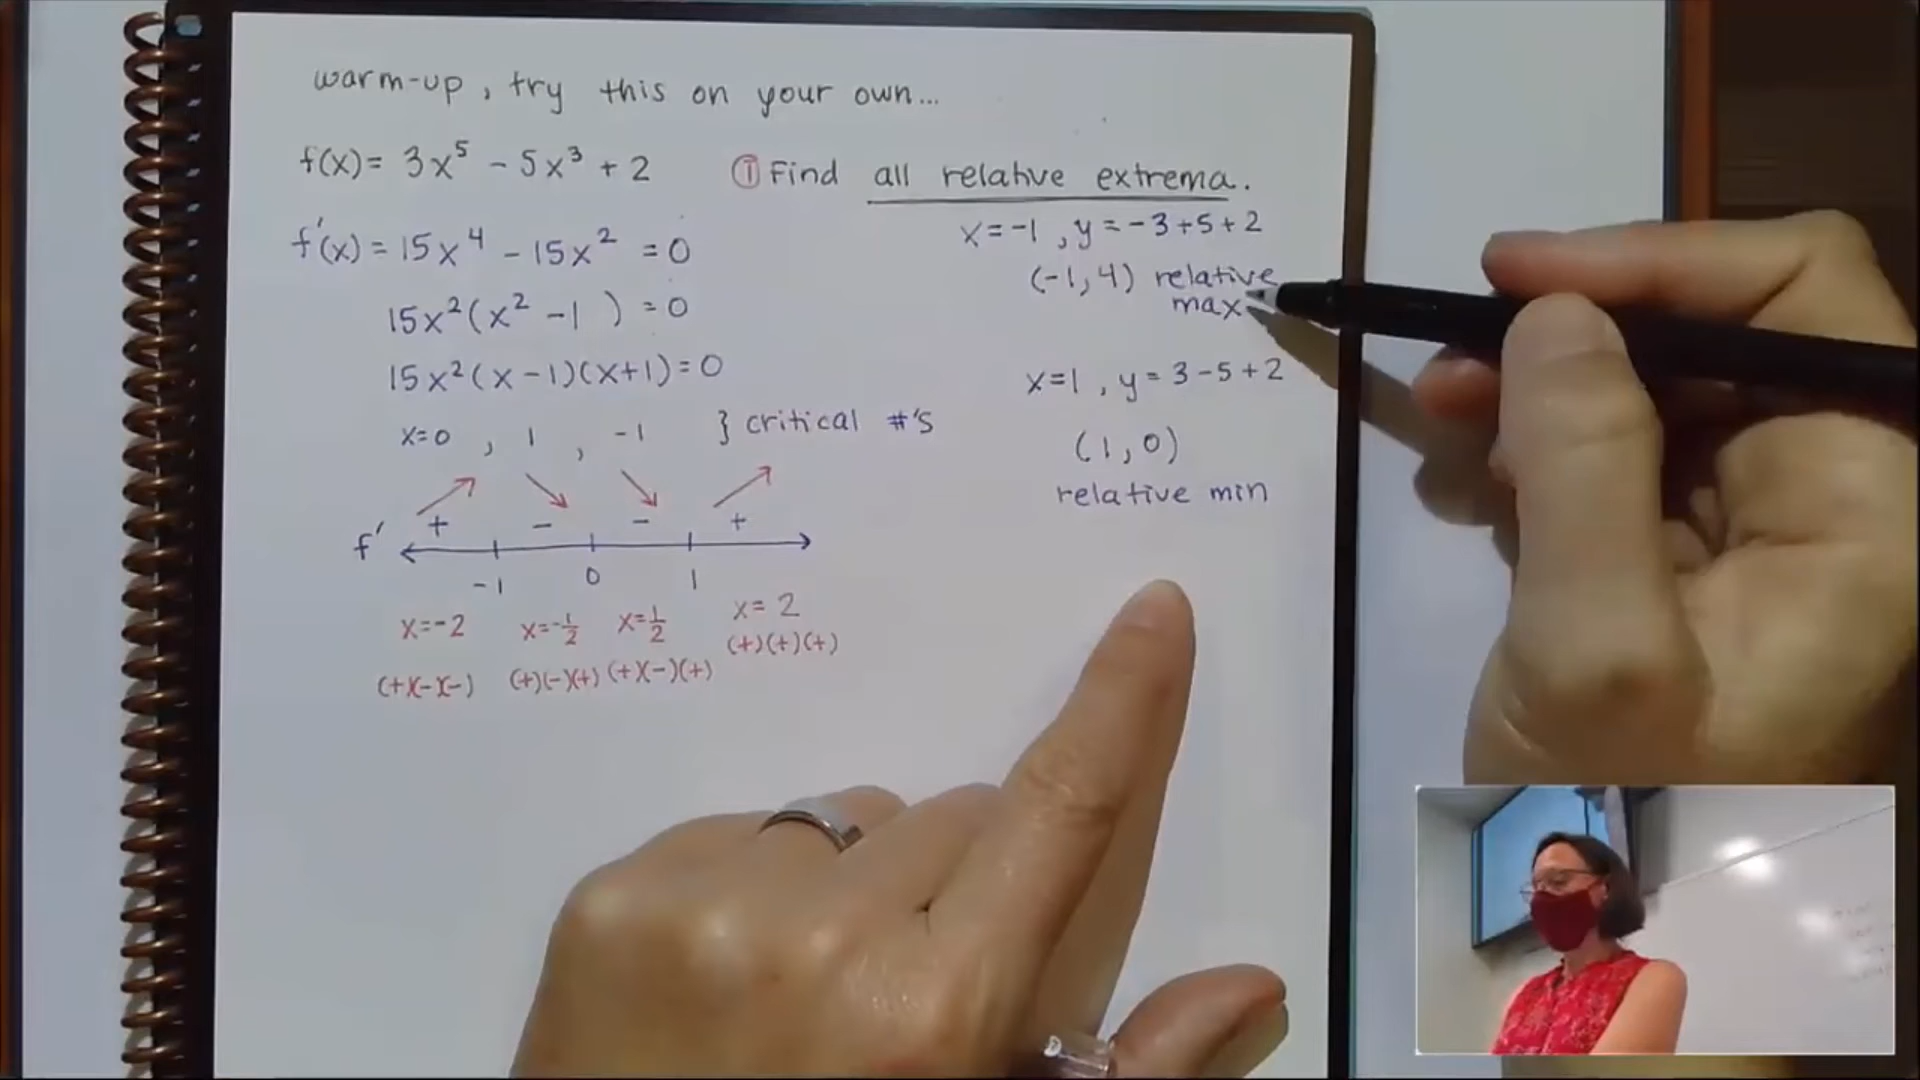 warm-up, try this on your own...
f(x) = 3x⁵ - 5x³ + 2
① Find all relative extrema.
f'(x) = 15x⁴ - 15x² = 0
15x²(x² - 1 ) = 0
15x²(x - 1)(x+1) = 0
x=0 , 1 , -1 } critical #'s
+ - - +
f'
-1 0 1
x=-2 x=-½ x=½ x= 2
(+)(-)(-) (+)(-)(+) (+)(-)(+) (+)(+)(+)
x=-1 , y = -3+5+2
(-1,4) relative
max
x=1 , y = 3-5+2
(1,0)
relative min